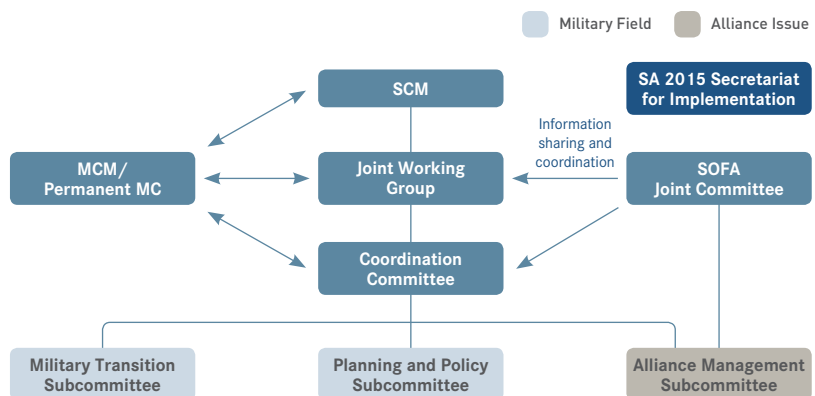 Military Field
Alliance Issue
SCM
SA 2015 Secretariat
for Implementation
Information
sharing and
coordination
MCM/
Permanent MC
Joint Working
Group
SOFA
Joint Committee
Coordination
Committee
Military Transition
Subcommittee
Planning and Policy
Subcommittee
Alliance Management
Subcommittee